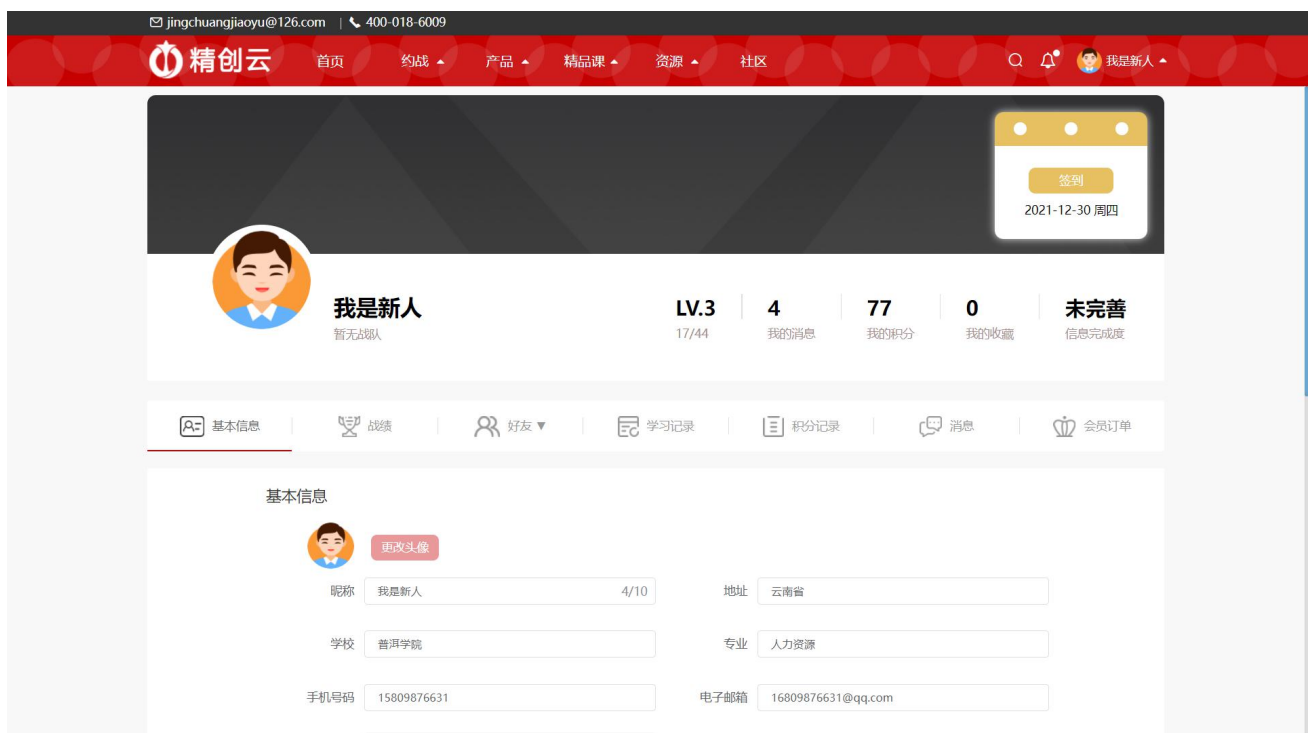 jingchuangjiaoyu@126.com | 400-018-6009
精创云 首页 约战 产品 精品课 资源 社区 我是新人
签到
2021-12-30 周四
我是新人 LV.3 4 77 0 未完善
暂无战队 17/44 我的消息 我的积分 我的收藏 信息完成度
基本信息 战绩 好友 ▼ 学习记录 积分记录 消息 会员订单
基本信息
更改头像
昵称 我是新人 4/10 地址 云南省
学校 普洱学院 专业 人力资源
手机号码 15809876631 电子邮箱 16809876631@qq.com